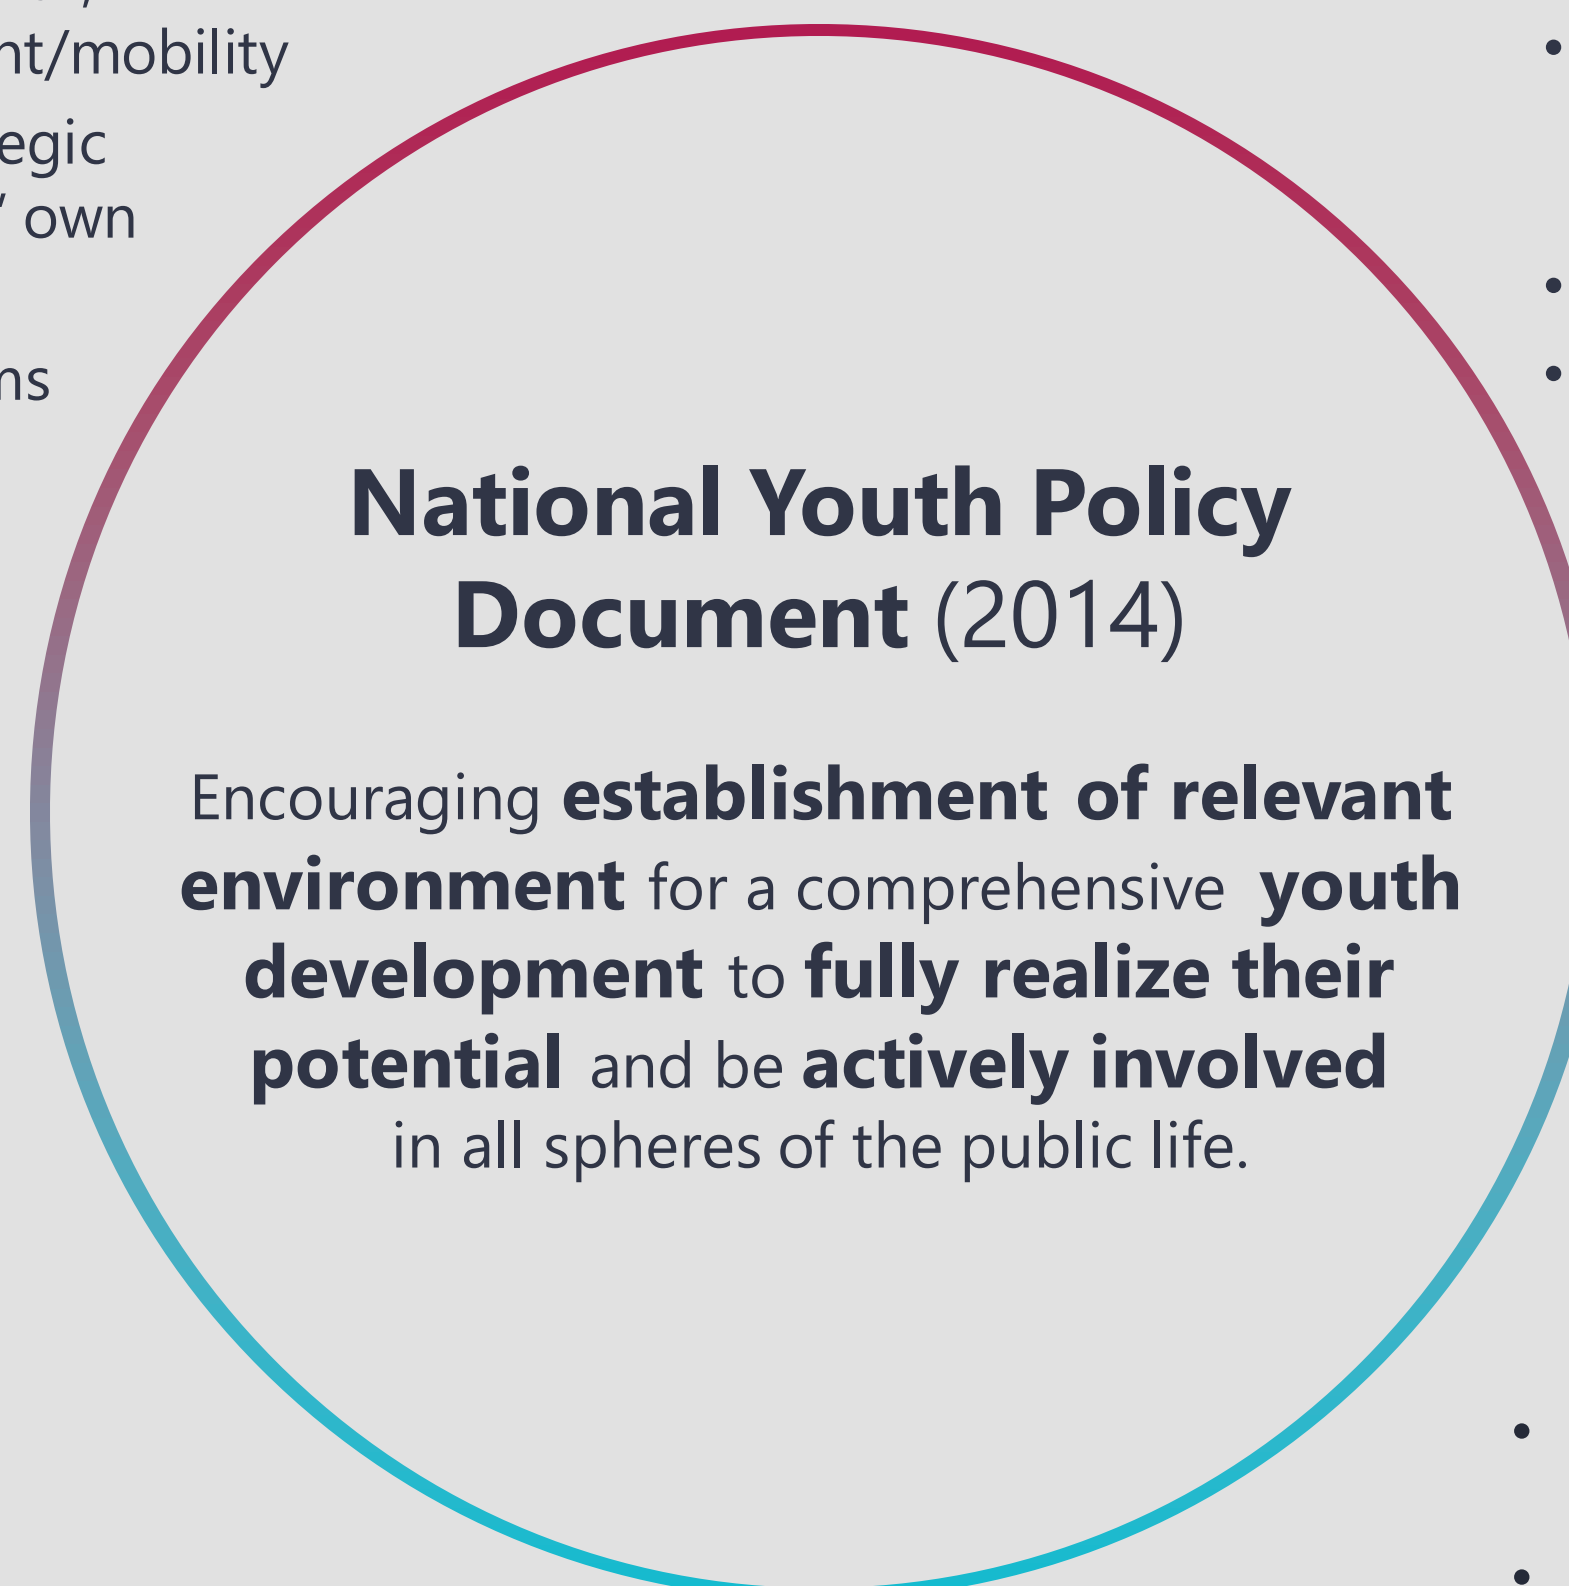 nt/mobility
egic
’ own
ms
National Youth Policy
Document (2014)
Encouraging establishment of relevant
environment for a comprehensive youth
development to fully realize their
potential and be actively involved
in all spheres of the public life.